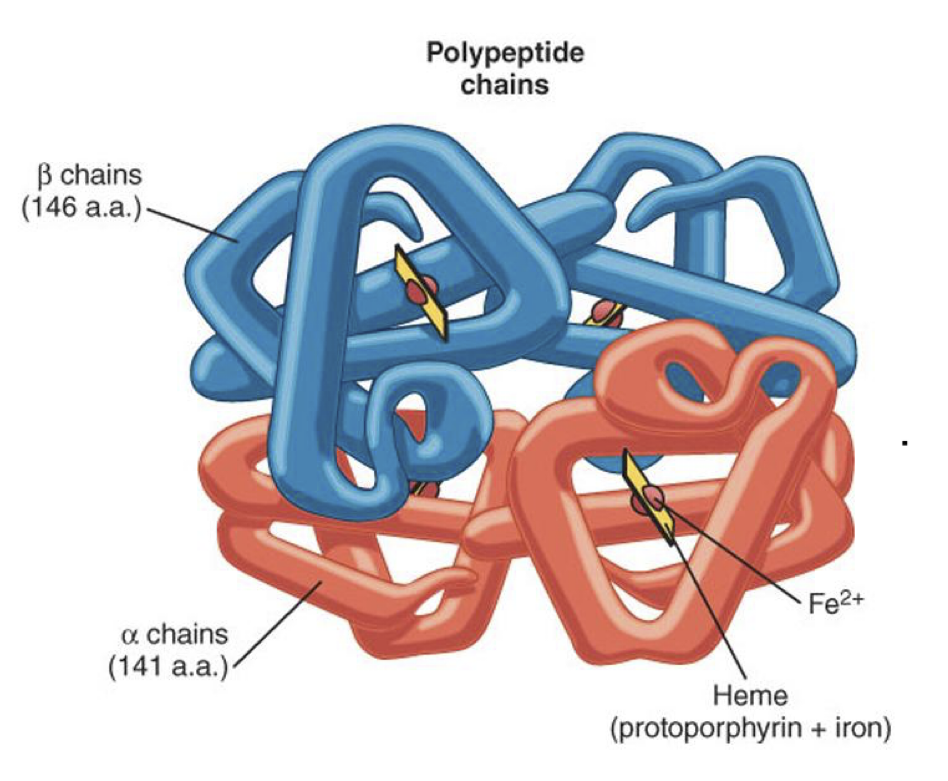 Polypeptide
chains
β chains
(146 a.a.)
α chains
(141 a.a.)
Fe²⁺
Heme
(protoporphyrin + iron)